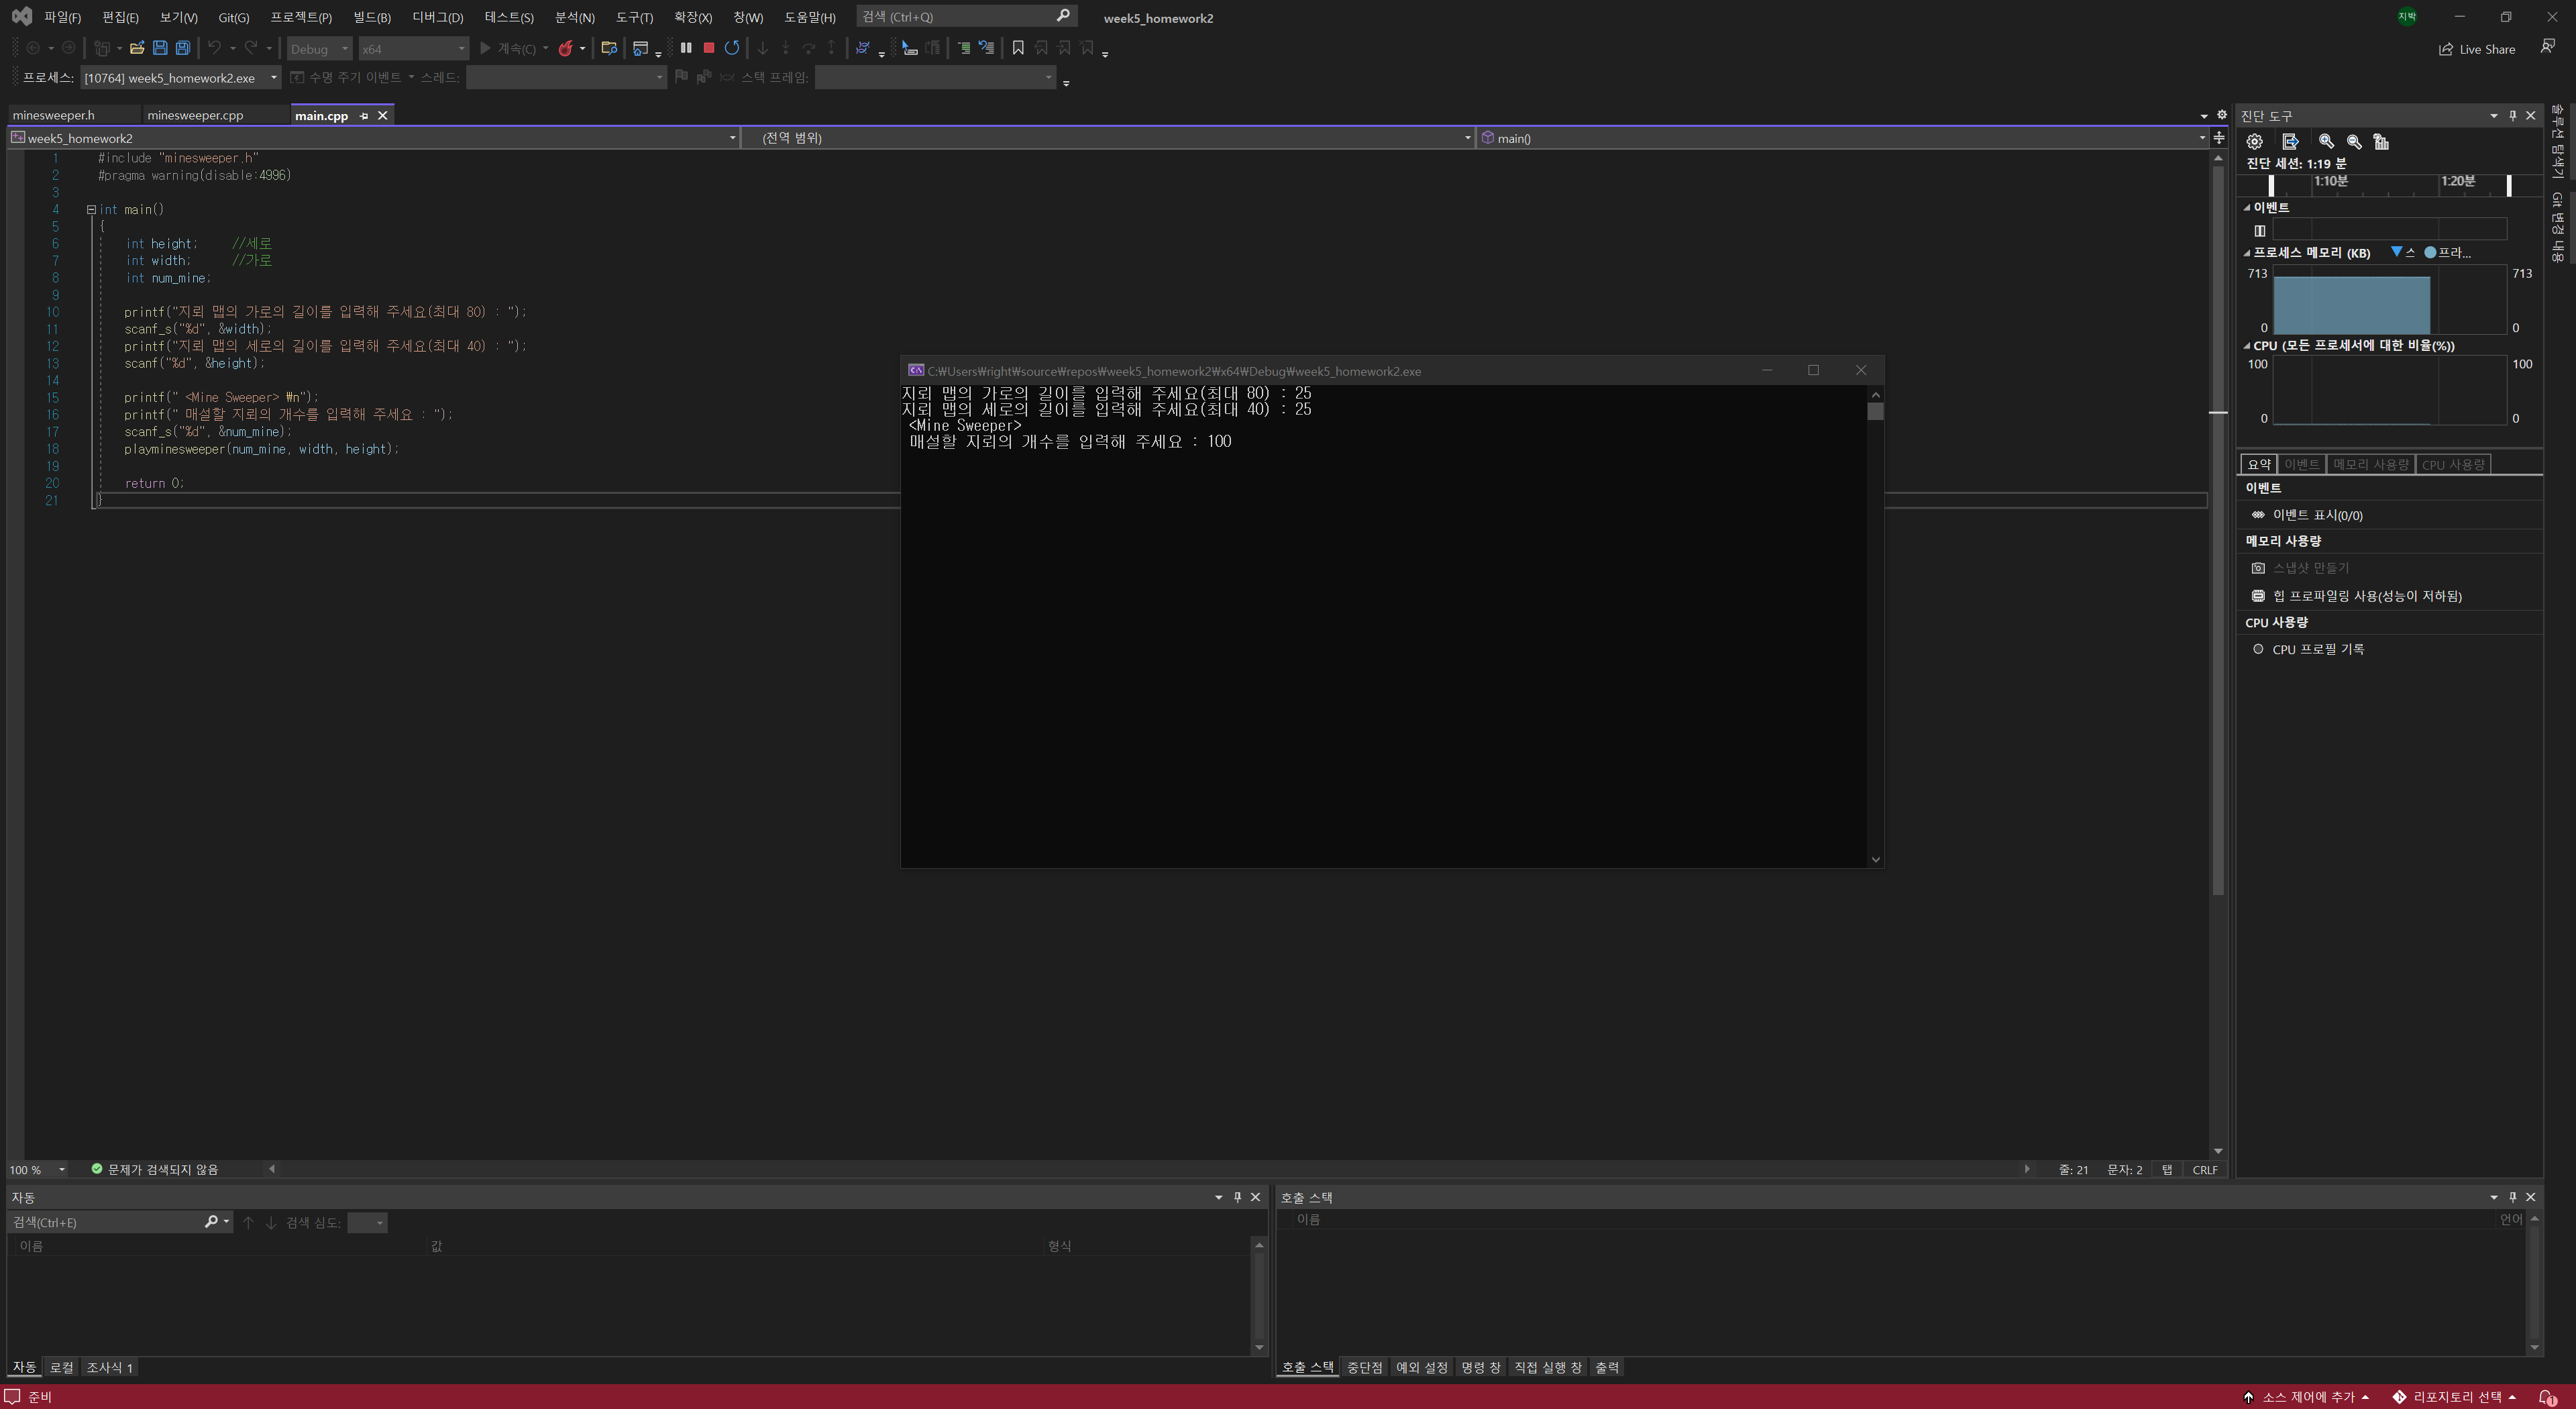 파일(F) 편집(E) 보기(V) Git(G) 프로젝트(P) 빌드(B) 디버그(D) 테스트(S) 분석(N) 도구(T) 확장(X) 창(W) 도움말(H) 검색 (Ctrl+Q) week5_homework2 지박
Debug x64 계속(C) Live Share
프로세스: [10764] week5_homework2.exe 수명 주기 이벤트 스레드: 스택 프레임:
minesweeper.h minesweeper.cpp main.cpp
week5_homework2 (전역 범위) main()
1 #include "minesweeper.h"
2 #pragma warning(disable:4996)
3
4 int main()
5 {
6 int height; //세로
7 int width; //가로
8 int num_mine;
9
10 printf("지뢰 맵의 가로의 길이를 입력해 주세요(최대 80) : ");
11 scanf_s("%d", &width);
12 printf("지뢰 맵의 세로의 길이를 입력해 주세요(최대 40) : ");
13 scanf("%d", &height);
14
15 printf(" <Mine Sweeper> ₩n");
16 printf(" 매설할 지뢰의 개수를 입력해 주세요 : ");
17 scanf_s("%d", &num_mine);
18 playminesweeper(num_mine, width, height);
19
20 return 0;
21 }
C:₩Users₩right₩source₩repos₩week5_homework2₩x64₩Debug₩week5_homework2.exe
지뢰 맵의 가로의 길이를 입력해 주세요(최대 80) : 25
지뢰 맵의 세로의 길이를 입력해 주세요(최대 40) : 25
<Mine Sweeper>
매설할 지뢰의 개수를 입력해 주세요 : 100
진단 도구
진단 세션: 1:19 분
1:10분 1:20분
이벤트
프로세스 메모리 (KB) 스 프라...
713 713
0 0
CPU (모든 프로세서에 대한 비율(%))
100 100
0 0
요약 이벤트 메모리 사용량 CPU 사용량
이벤트
이벤트 표시(0/0)
메모리 사용량
스냅샷 만들기
힙 프로파일링 사용(성능이 저하됨)
CPU 사용량
CPU 프로필 기록
솔루션 탐색기
Git 변경 내용
100 % 문제가 검색되지 않음 줄: 21 문자: 2 탭 CRLF
자동
검색(Ctrl+E) 검색 심도:
이름 값 형식
자동 로컬 조사식 1
호출 스택
이름 언어
호출 스택 중단점 예외 설정 명령 창 직접 실행 창 출력
준비 소스 제어에 추가 리포지토리 선택 1